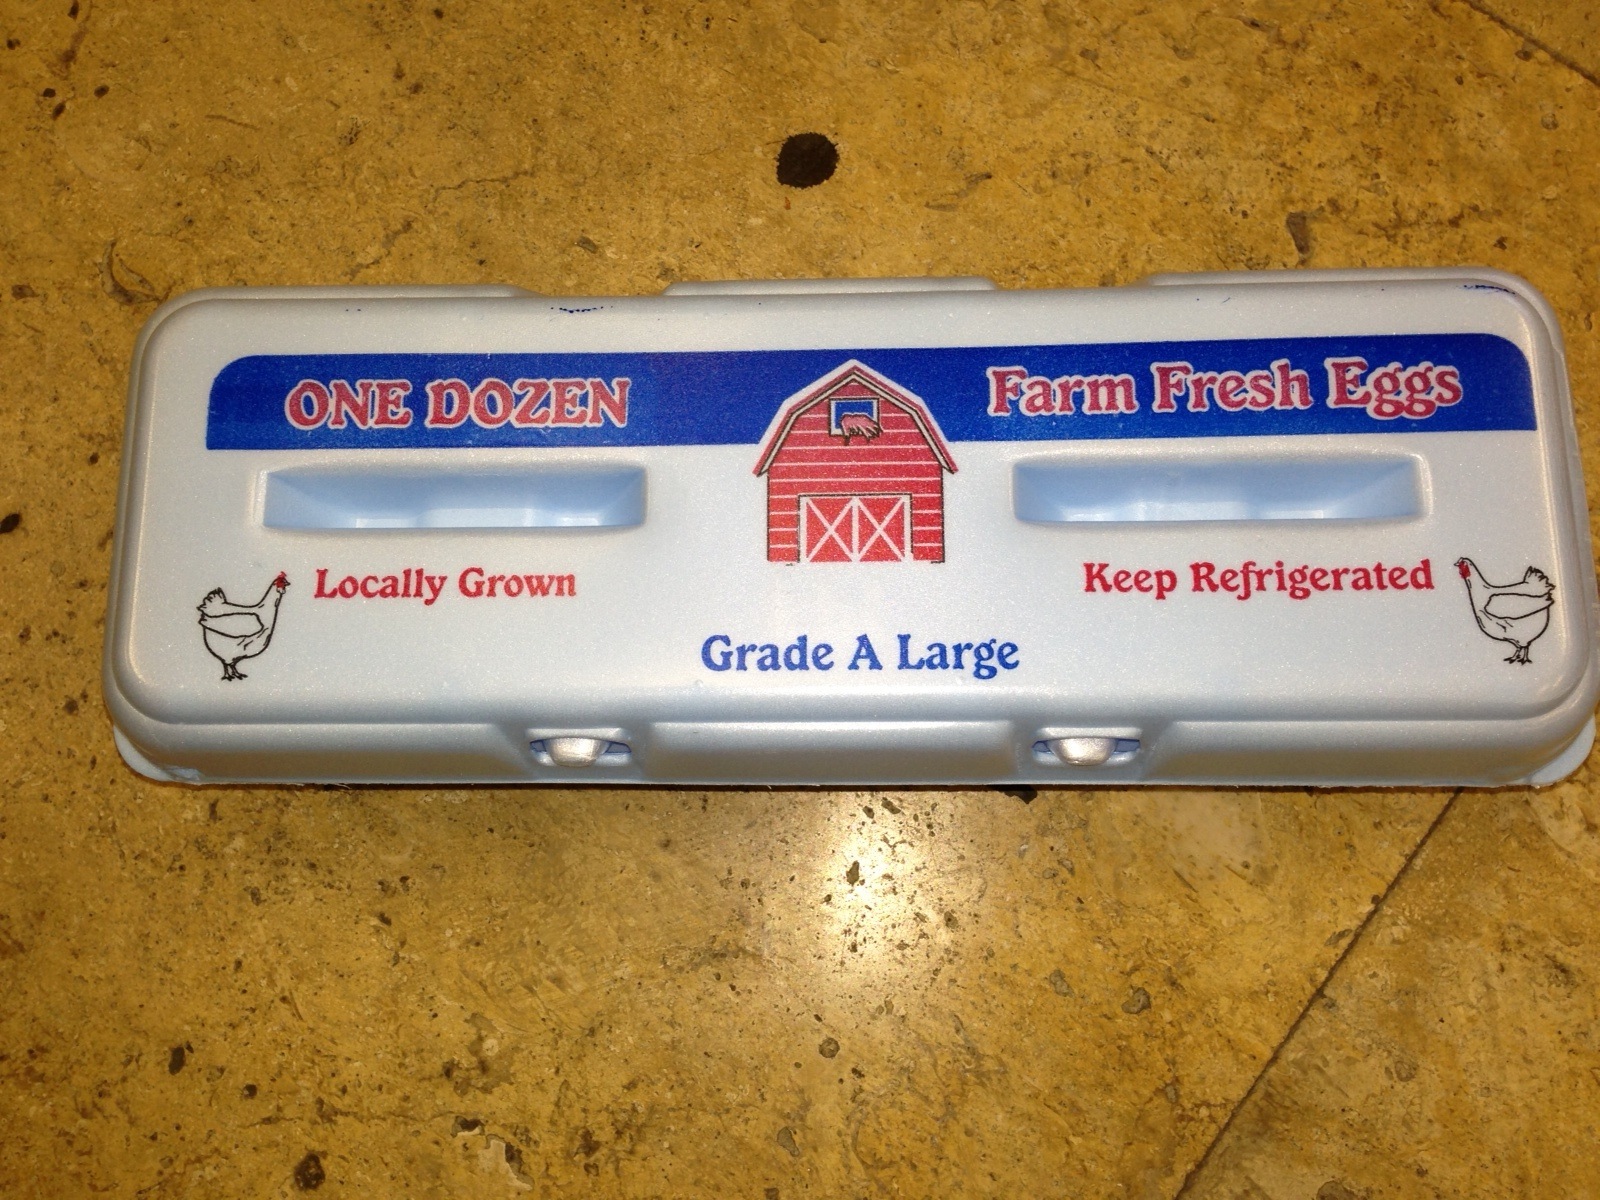 ONE DOZEN
Farm Fresh Eggs
Locally Grown
Keep Refrigerated
Grade A Large